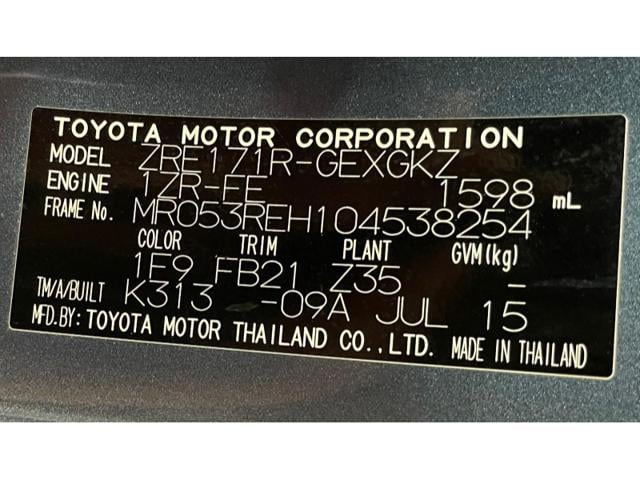 TOYOTA MOTOR CORPORATION
MODEL ZRE171R-GEXGKZ
ENGINE 1ZR-FE 1598 mL
FRAME No. MR053REH104538254
COLOR TRIM PLANT GVM(kg)
1F9 FB21 Z35 -
TM/A/BUILT K313 -09A JUL 15
MFD.BY: TOYOTA MOTOR THAILAND CO., LTD. MADE IN THAILAND